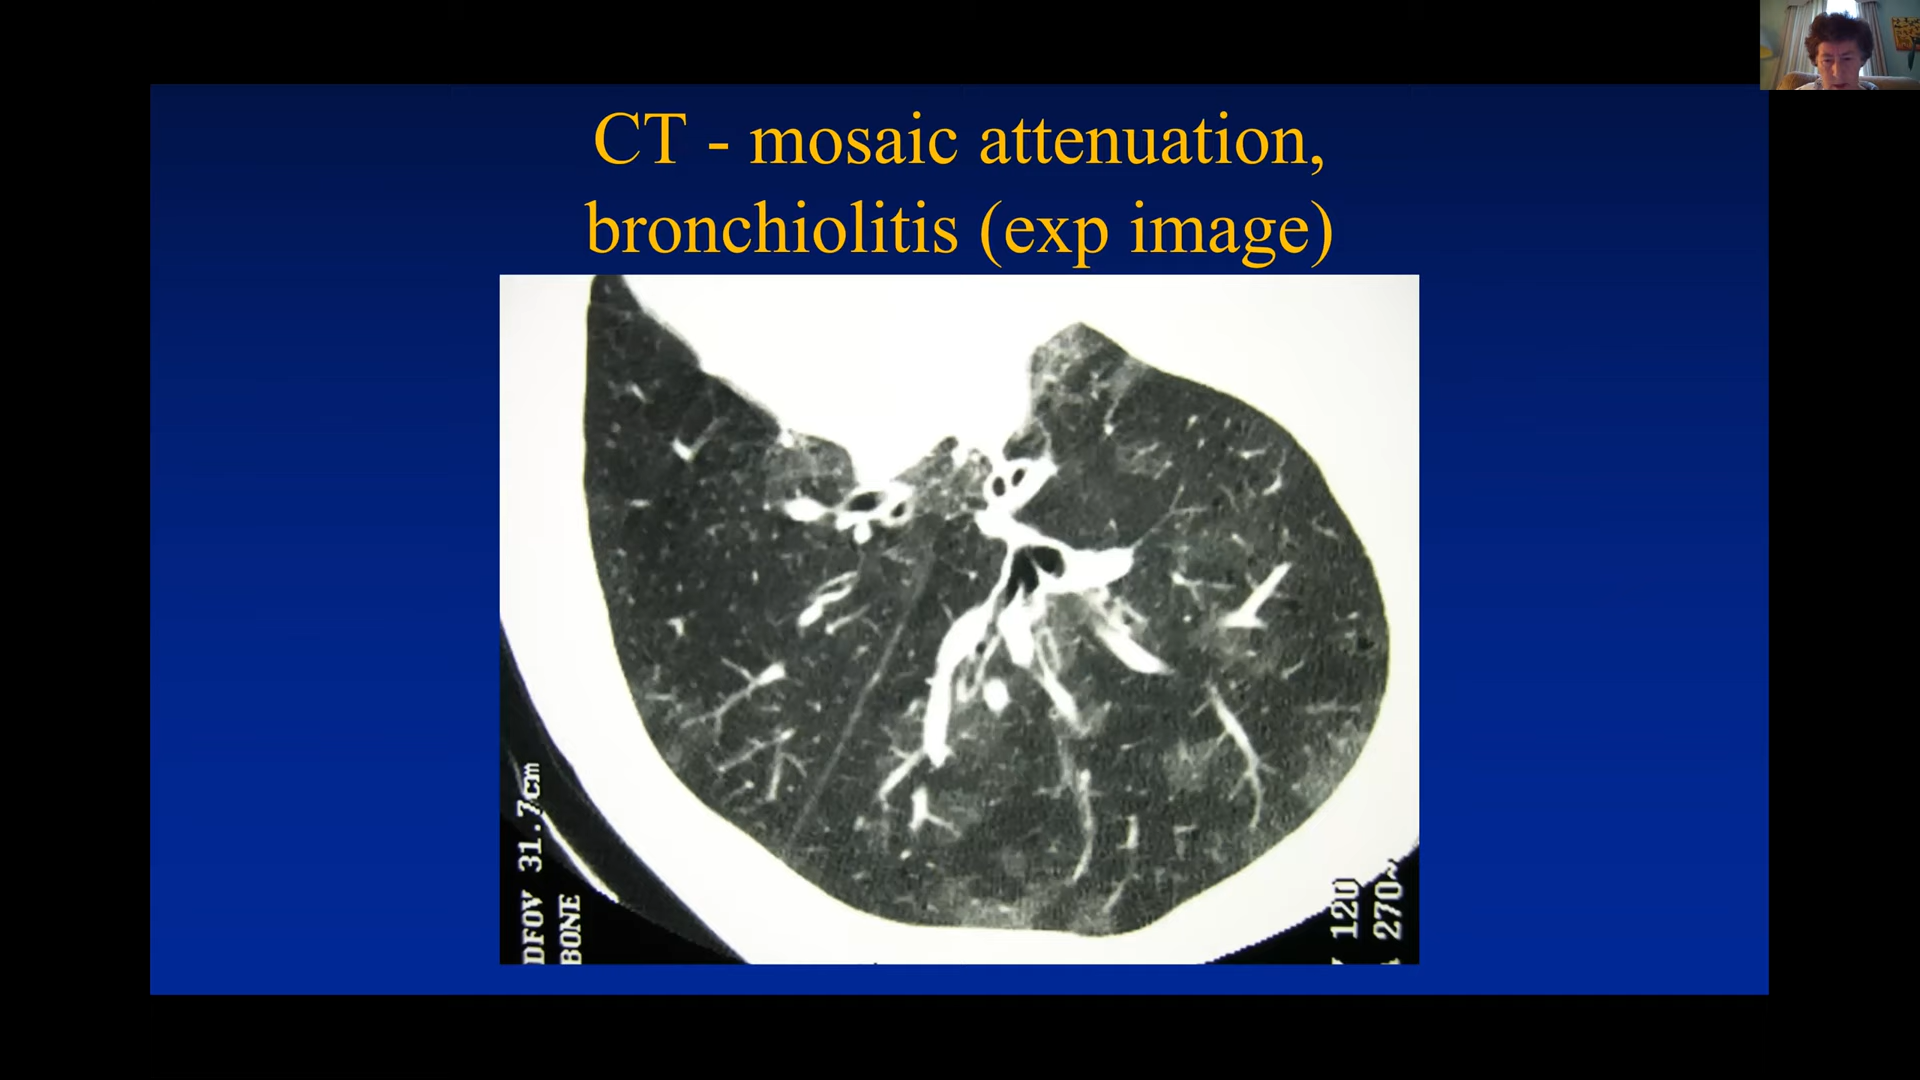 CT - mosaic attenuation,
bronchiolitis (exp image)
DFOV 31.7cm
BONE
120
270